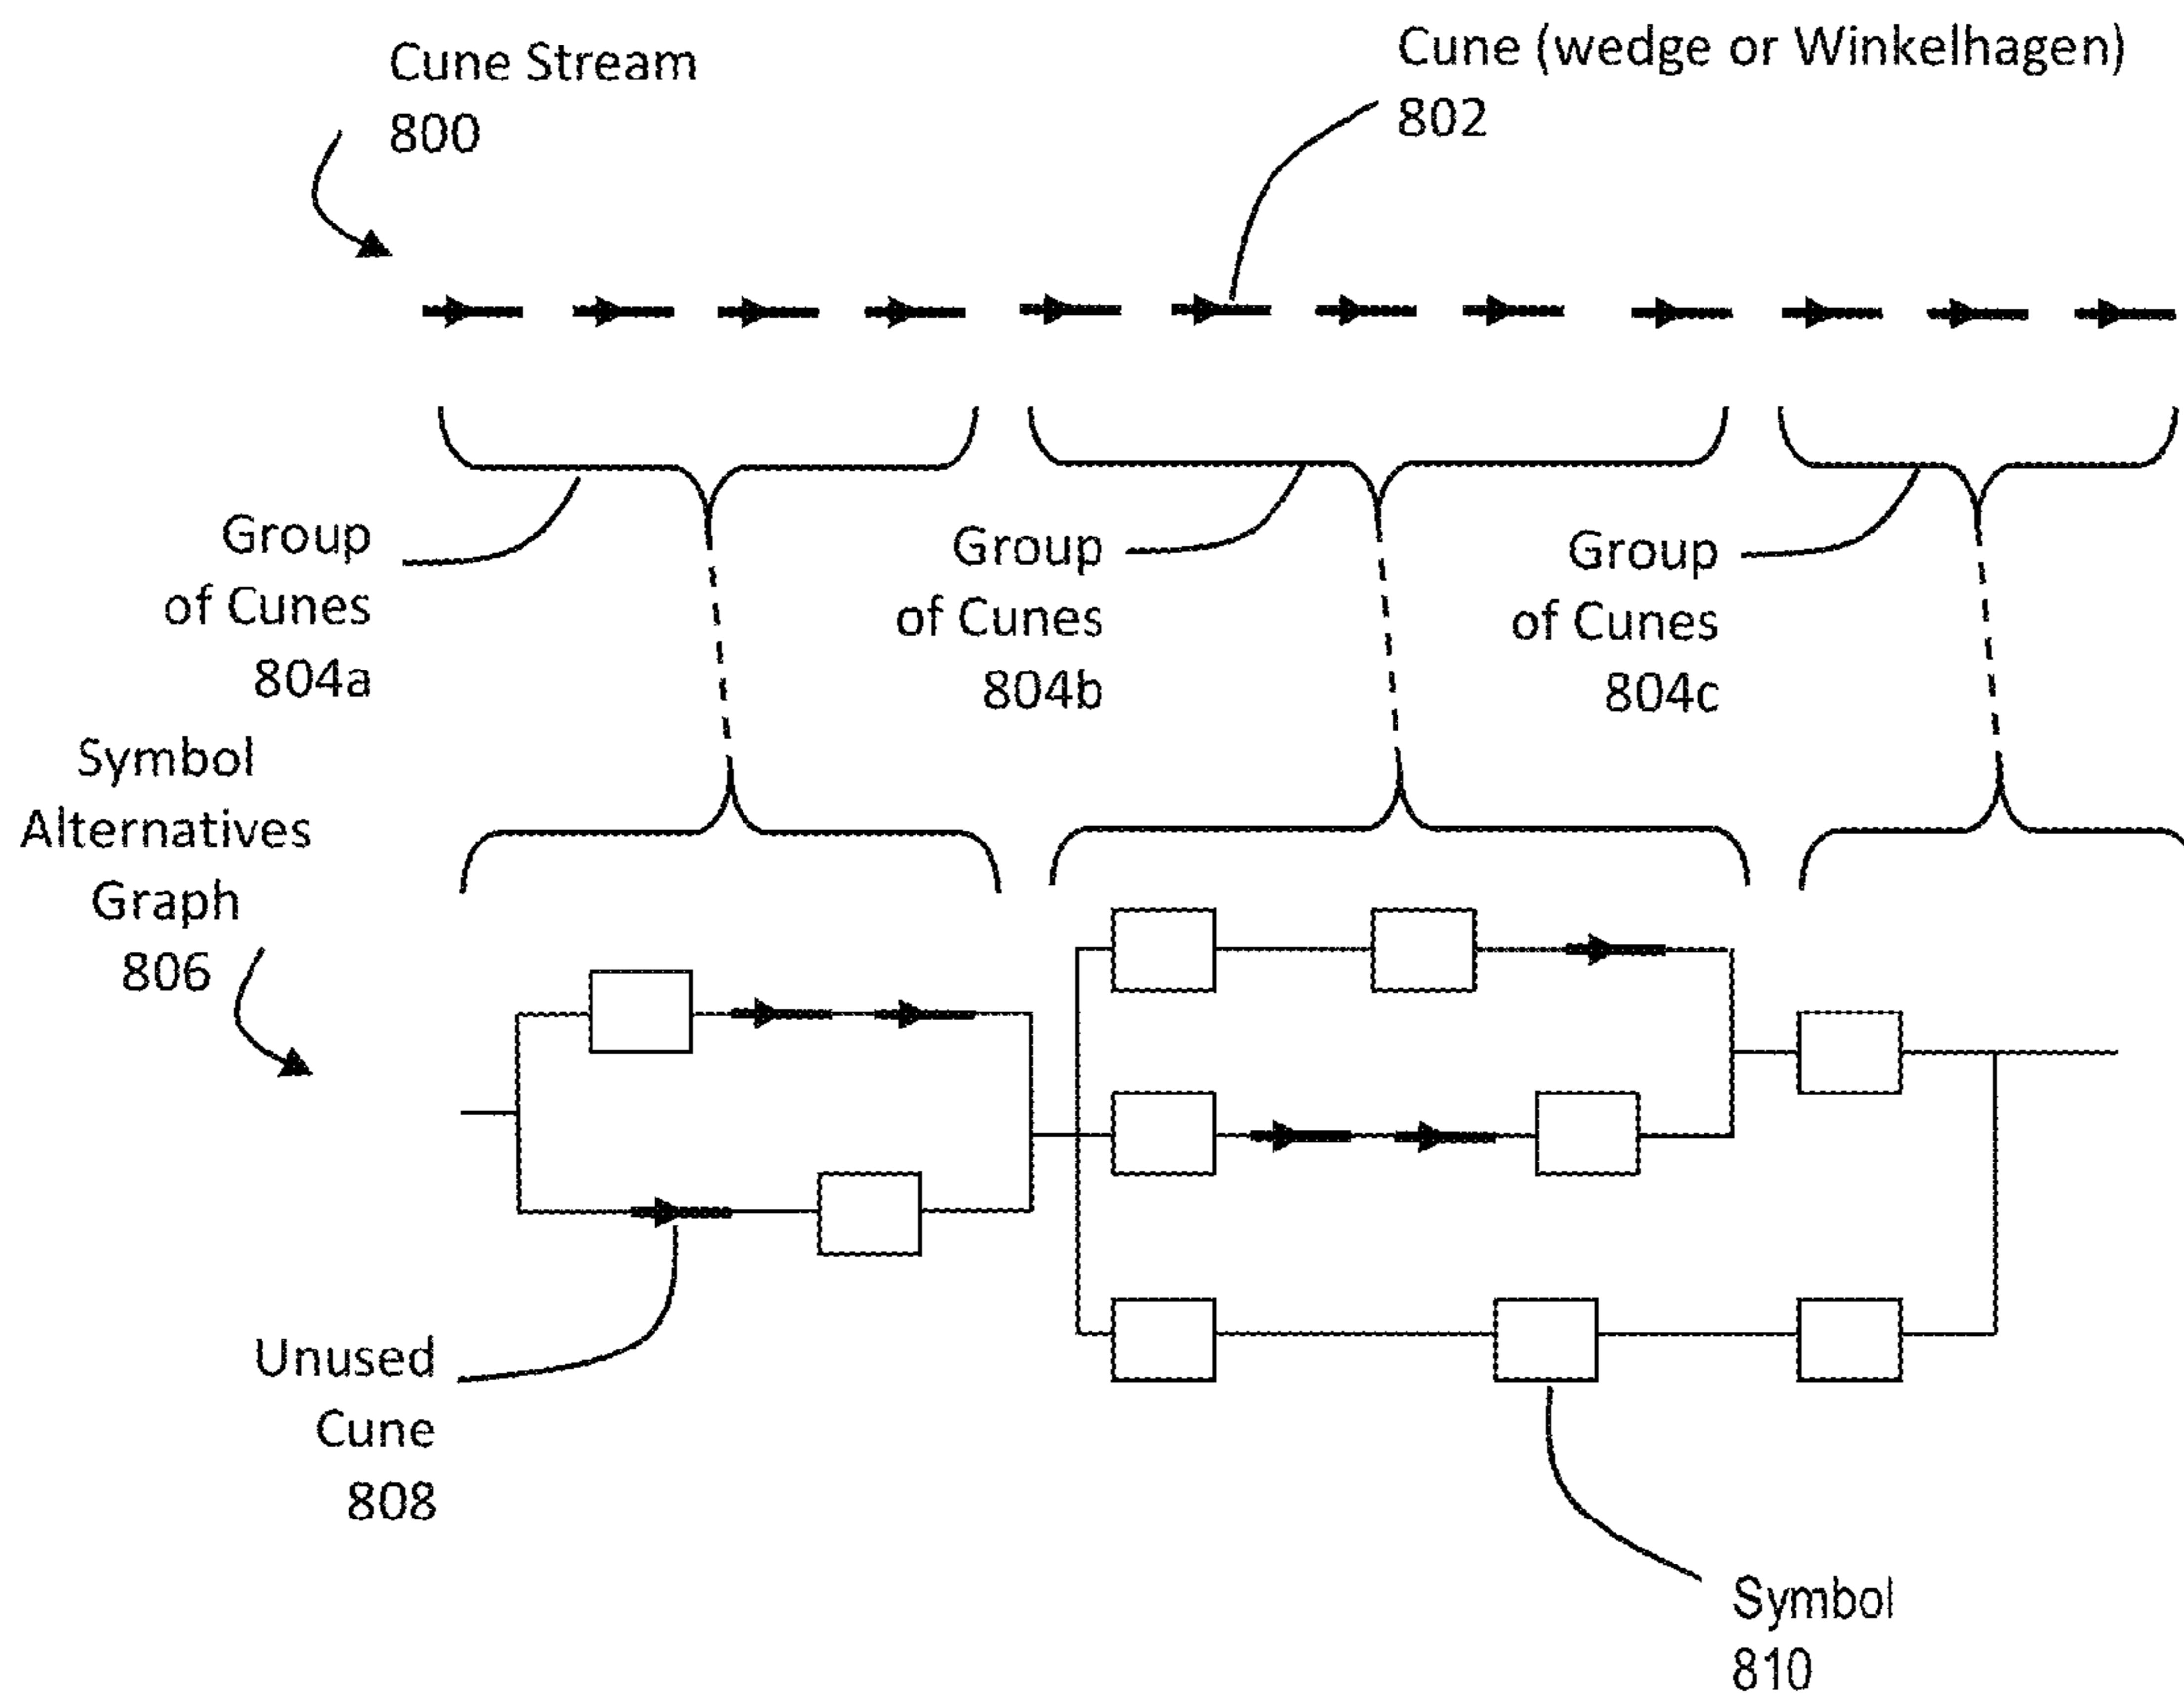 Cune Stream
800
Cune (wedge or Winkelhagen)
802
Group
of Cunes
804a
Group
of Cunes
804b
Group
of Cunes
804c
Symbol
Alternatives
Graph
806
Unused
Cune
808
Symbol
810